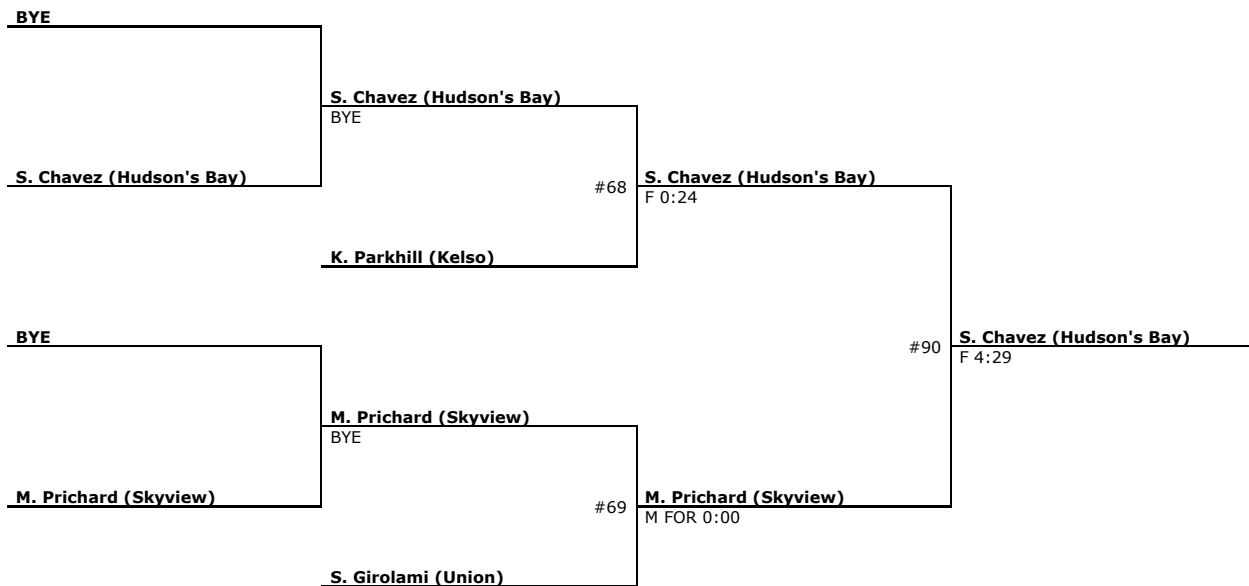 BYE
S. Chavez (Hudson's Bay)
BYE
S. Chavez (Hudson's Bay)
#68
S. Chavez (Hudson's Bay)
F 0:24
K. Parkhill (Kelso)
BYE
#90
S. Chavez (Hudson's Bay)
F 4:29
M. Prichard (Skyview)
BYE
M. Prichard (Skyview)
#69
M. Prichard (Skyview)
M FOR 0:00
S. Girolami (Union)